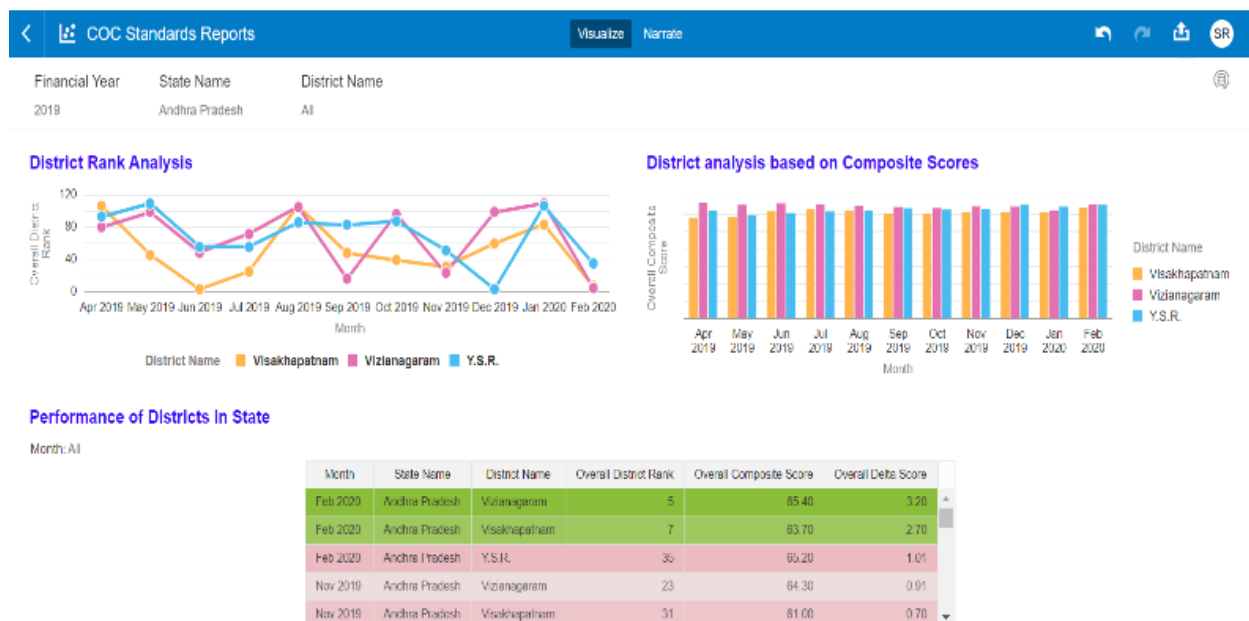 COC Standards Reports Visualize Narrate SR
Financial Year State Name District Name
2019 Andhra Pradesh All
District Rank Analysis
120
80
40
0
Overall District Rank
Apr 2019 May 2019 Jun 2019 Jul 2019 Aug 2019 Sep 2019 Oct 2019 Nov 2019 Dec 2019 Jan 2020 Feb 2020
Month
District Name Visakhapatnam Vizianagaram Y.S.R.
District analysis based on Composite Scores
Overall Composite Score
Apr 2019 May 2019 Jun 2019 Jul 2019 Aug 2019 Sep 2019 Oct 2019 Nov 2019 Dec 2019 Jan 2020 Feb 2020
Month
District Name
Visakhapatnam
Vizianagaram
Y.S.R.
Performance of Districts in State
Month: All
Month State Name District Name Overall District Rank Overall Composite Score Overall Delta Score
Feb 2020 Andhra Pradesh Vizianagaram 5 65.40 3.20
Feb 2020 Andhra Pradesh Visakhapatnam 7 63.70 2.70
Feb 2020 Andhra Pradesh Y.S.R. 35 65.20 1.01
Nov 2019 Andhra Pradesh Vizianagaram 23 64.30 0.91
Nov 2019 Andhra Pradesh Visakhapatnam 31 61.00 0.70